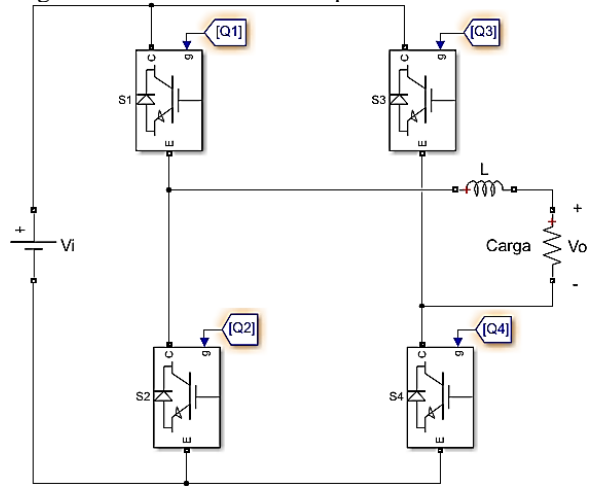 [Q1]
[Q3]
C
g
C
g
S1
S3
E
E
L
+
+
+
Vi
Carga
Vo
-
[Q2]
[Q4]
C
g
C
g
S2
S4
E
E